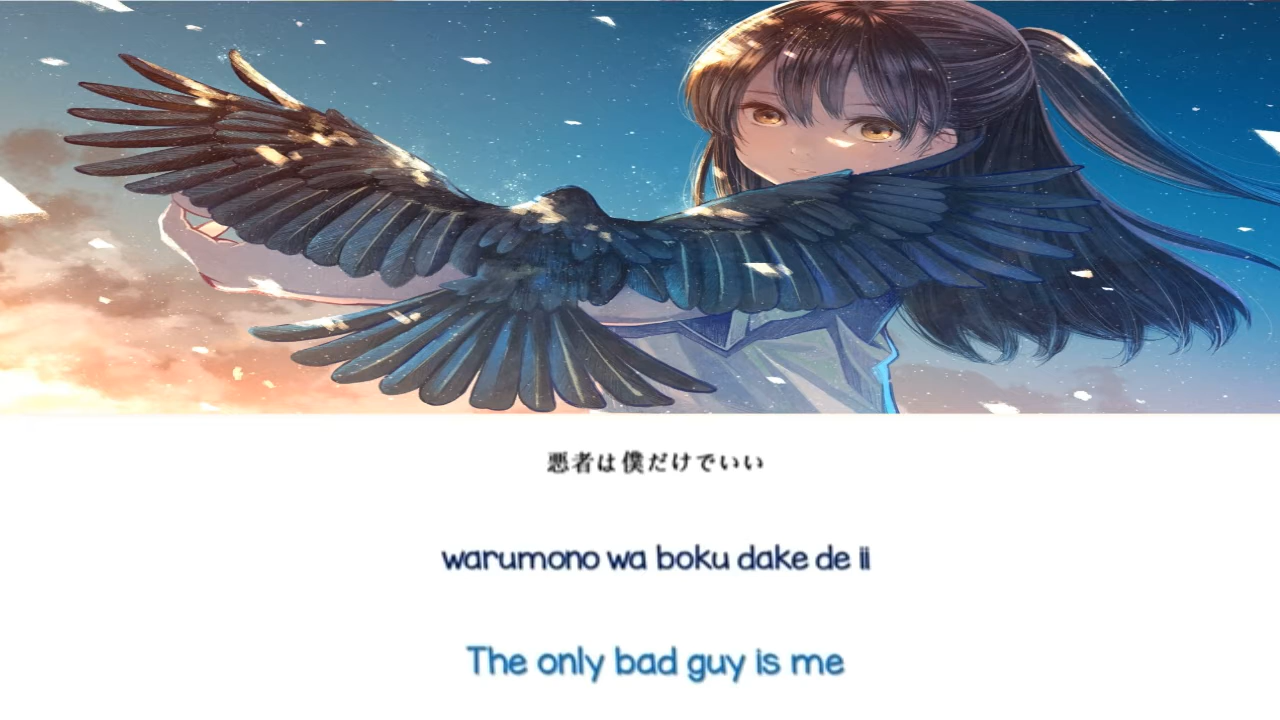 悪者は僕だけでいい
warumono wa boku dake de ii
The only bad guy is me